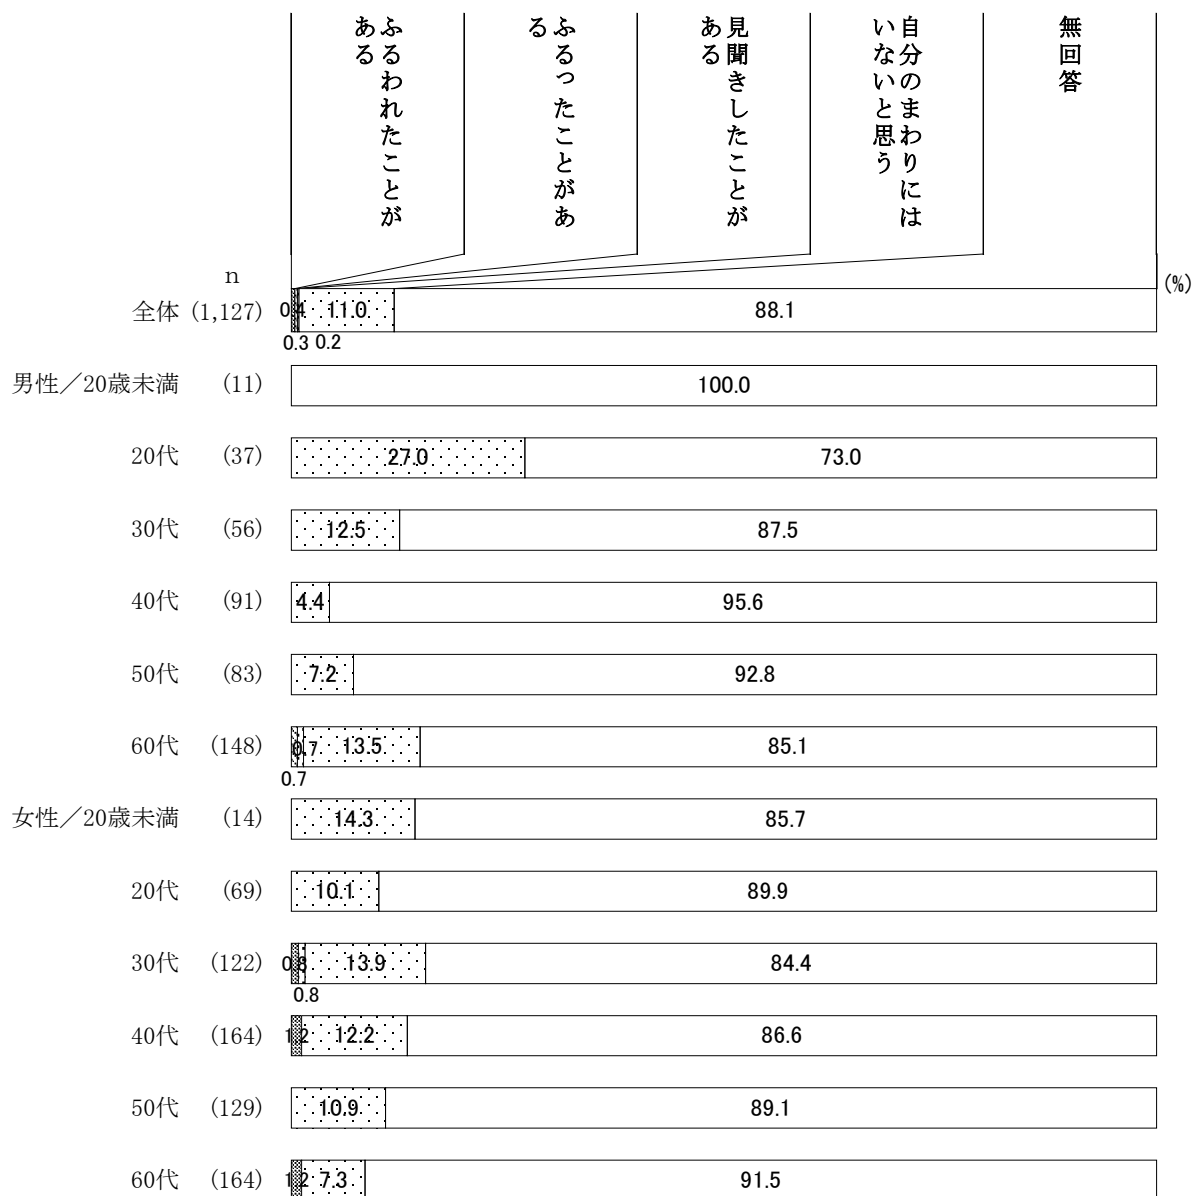 ふるわれたことが
ある
ふるったことがあ
る
見聞きしたことが
ある
自分のまわりには
いないと思う
無回答
n
(%)
全体 (1,127) 0.4 11.0 88.1
0.3 0.2
男性／20歳未満 (11) 100.0
20代 (37) 27.0 73.0
30代 (56) 12.5 87.5
40代 (91) 4.4 95.6
50代 (83) 7.2 92.8
60代 (148) 0.7 13.5 85.1
0.7
女性／20歳未満 (14) 14.3 85.7
20代 (69) 10.1 89.9
30代 (122) 0.8 13.9 84.4
0.8
40代 (164) 1.2 12.2 86.6
50代 (129) 10.9 89.1
60代 (164) 1.2 7.3 91.5